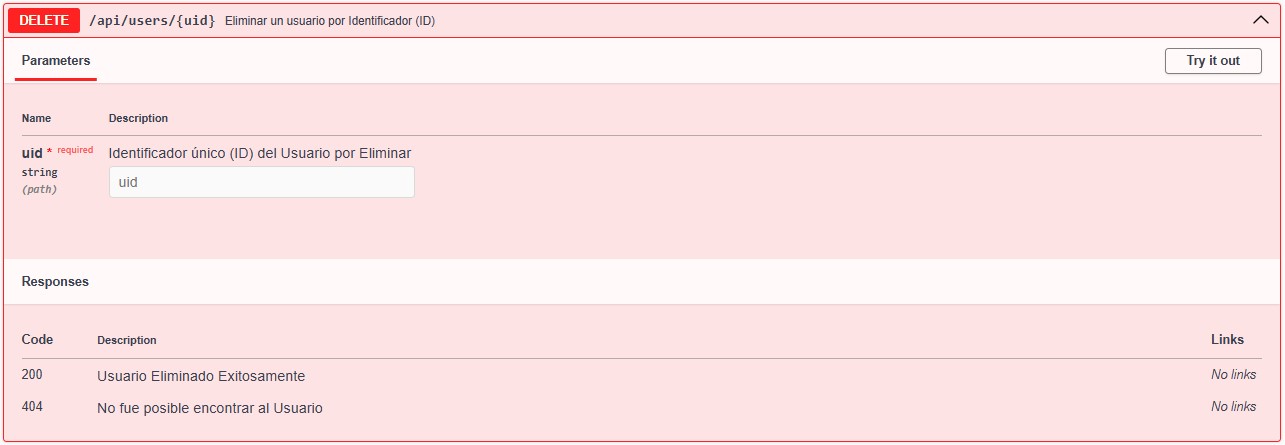 DELETE /api/users/{uid} Eliminar un usuario por Identificador (ID)
Parameters Try it out
Name Description
uid * required Identificador único (ID) del Usuario por Eliminar
string
uid
(path)
Responses
Code Description Links
200 Usuario Eliminado Exitosamente No links
404 No fue posible encontrar al Usuario No links